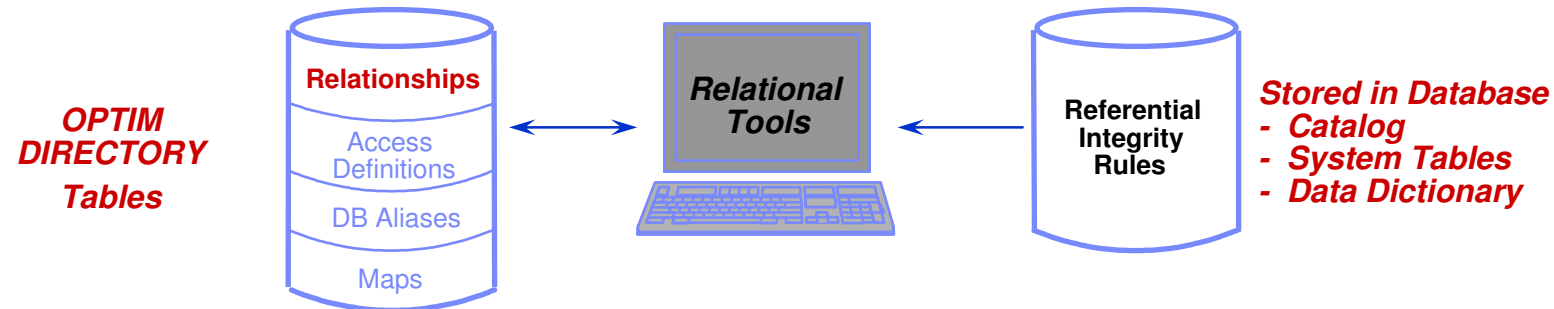 OPTIM
DIRECTORY
Tables
Relationships
Access
Definitions
DB Aliases
Maps
Relational
Tools
Referential
Integrity
Rules
Stored in Database
- Catalog
- System Tables
- Data Dictionary